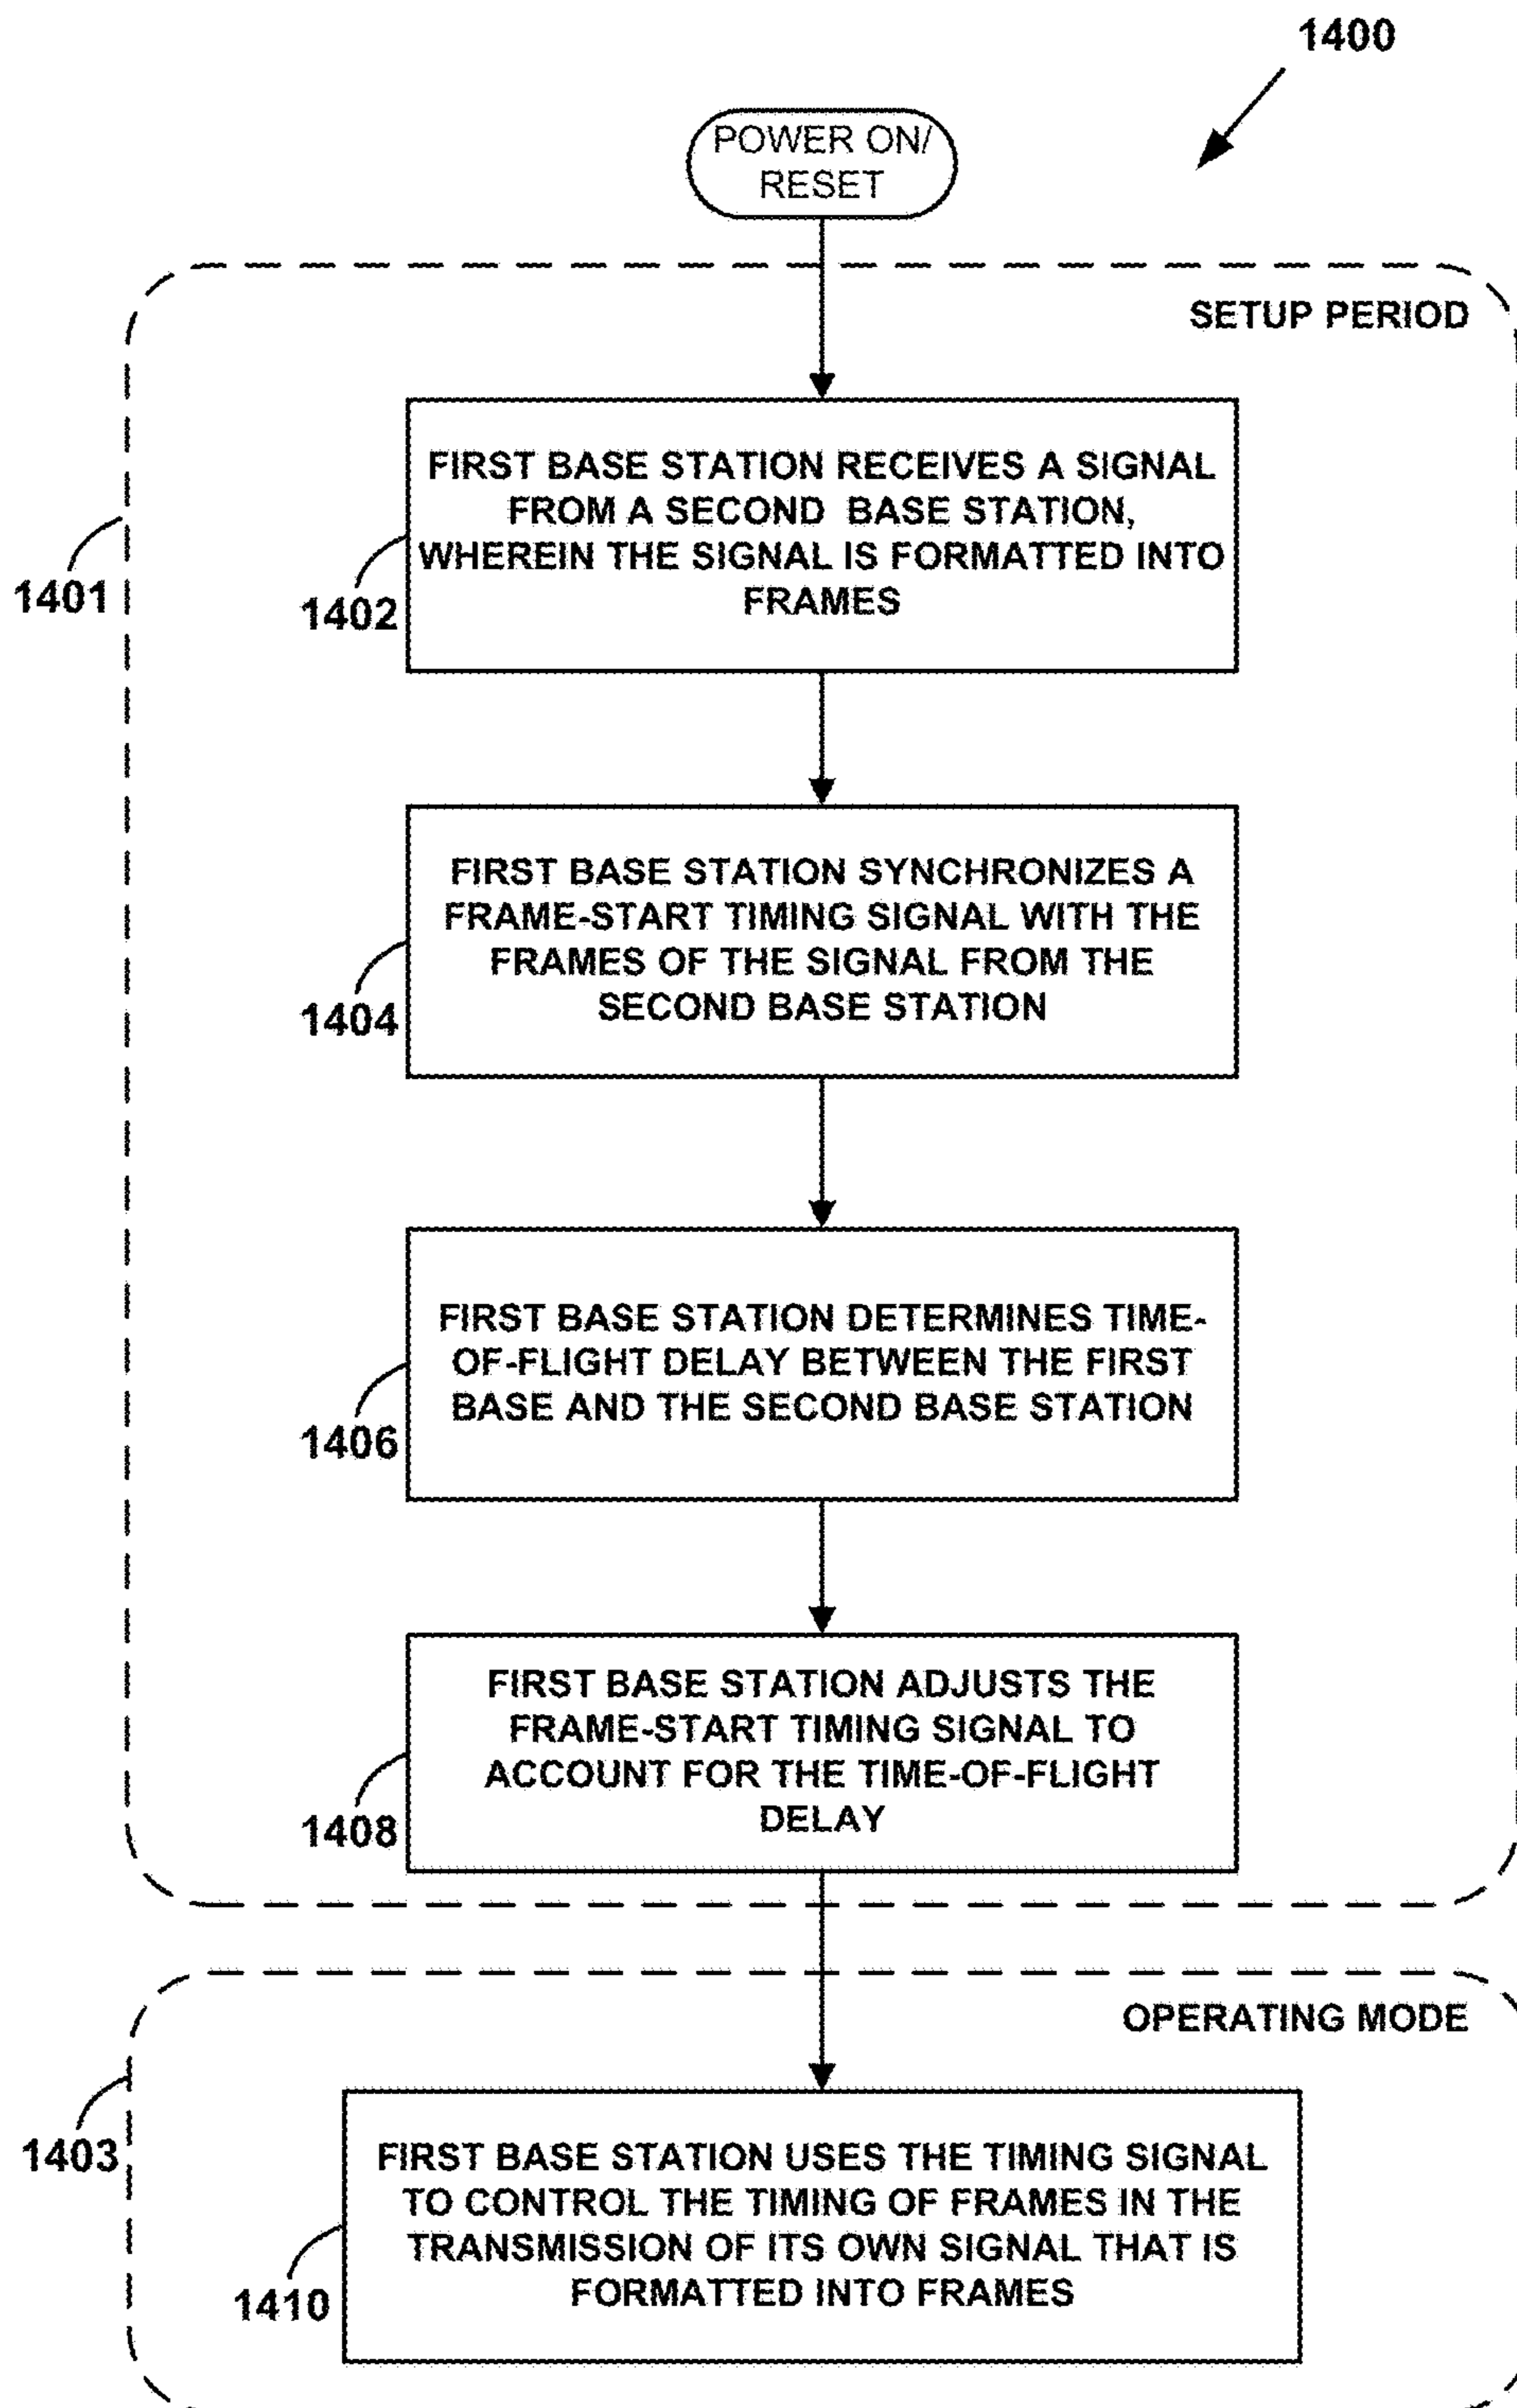 1400
POWER ON/
RESET
SETUP PERIOD
FIRST BASE STATION RECEIVES A SIGNAL
FROM A SECOND BASE STATION,
WHEREIN THE SIGNAL IS FORMATTED INTO
FRAMES
1401
1402
FIRST BASE STATION SYNCHRONIZES A
FRAME-START TIMING SIGNAL WITH THE
FRAMES OF THE SIGNAL FROM THE
SECOND BASE STATION
1404
FIRST BASE STATION DETERMINES TIME-
OF-FLIGHT DELAY BETWEEN THE FIRST
BASE AND THE SECOND BASE STATION
1406
FIRST BASE STATION ADJUSTS THE
FRAME-START TIMING SIGNAL TO
ACCOUNT FOR THE TIME-OF-FLIGHT
DELAY
1408
OPERATING MODE
1403
FIRST BASE STATION USES THE TIMING SIGNAL
TO CONTROL THE TIMING OF FRAMES IN THE
TRANSMISSION OF ITS OWN SIGNAL THAT IS
FORMATTED INTO FRAMES
1410